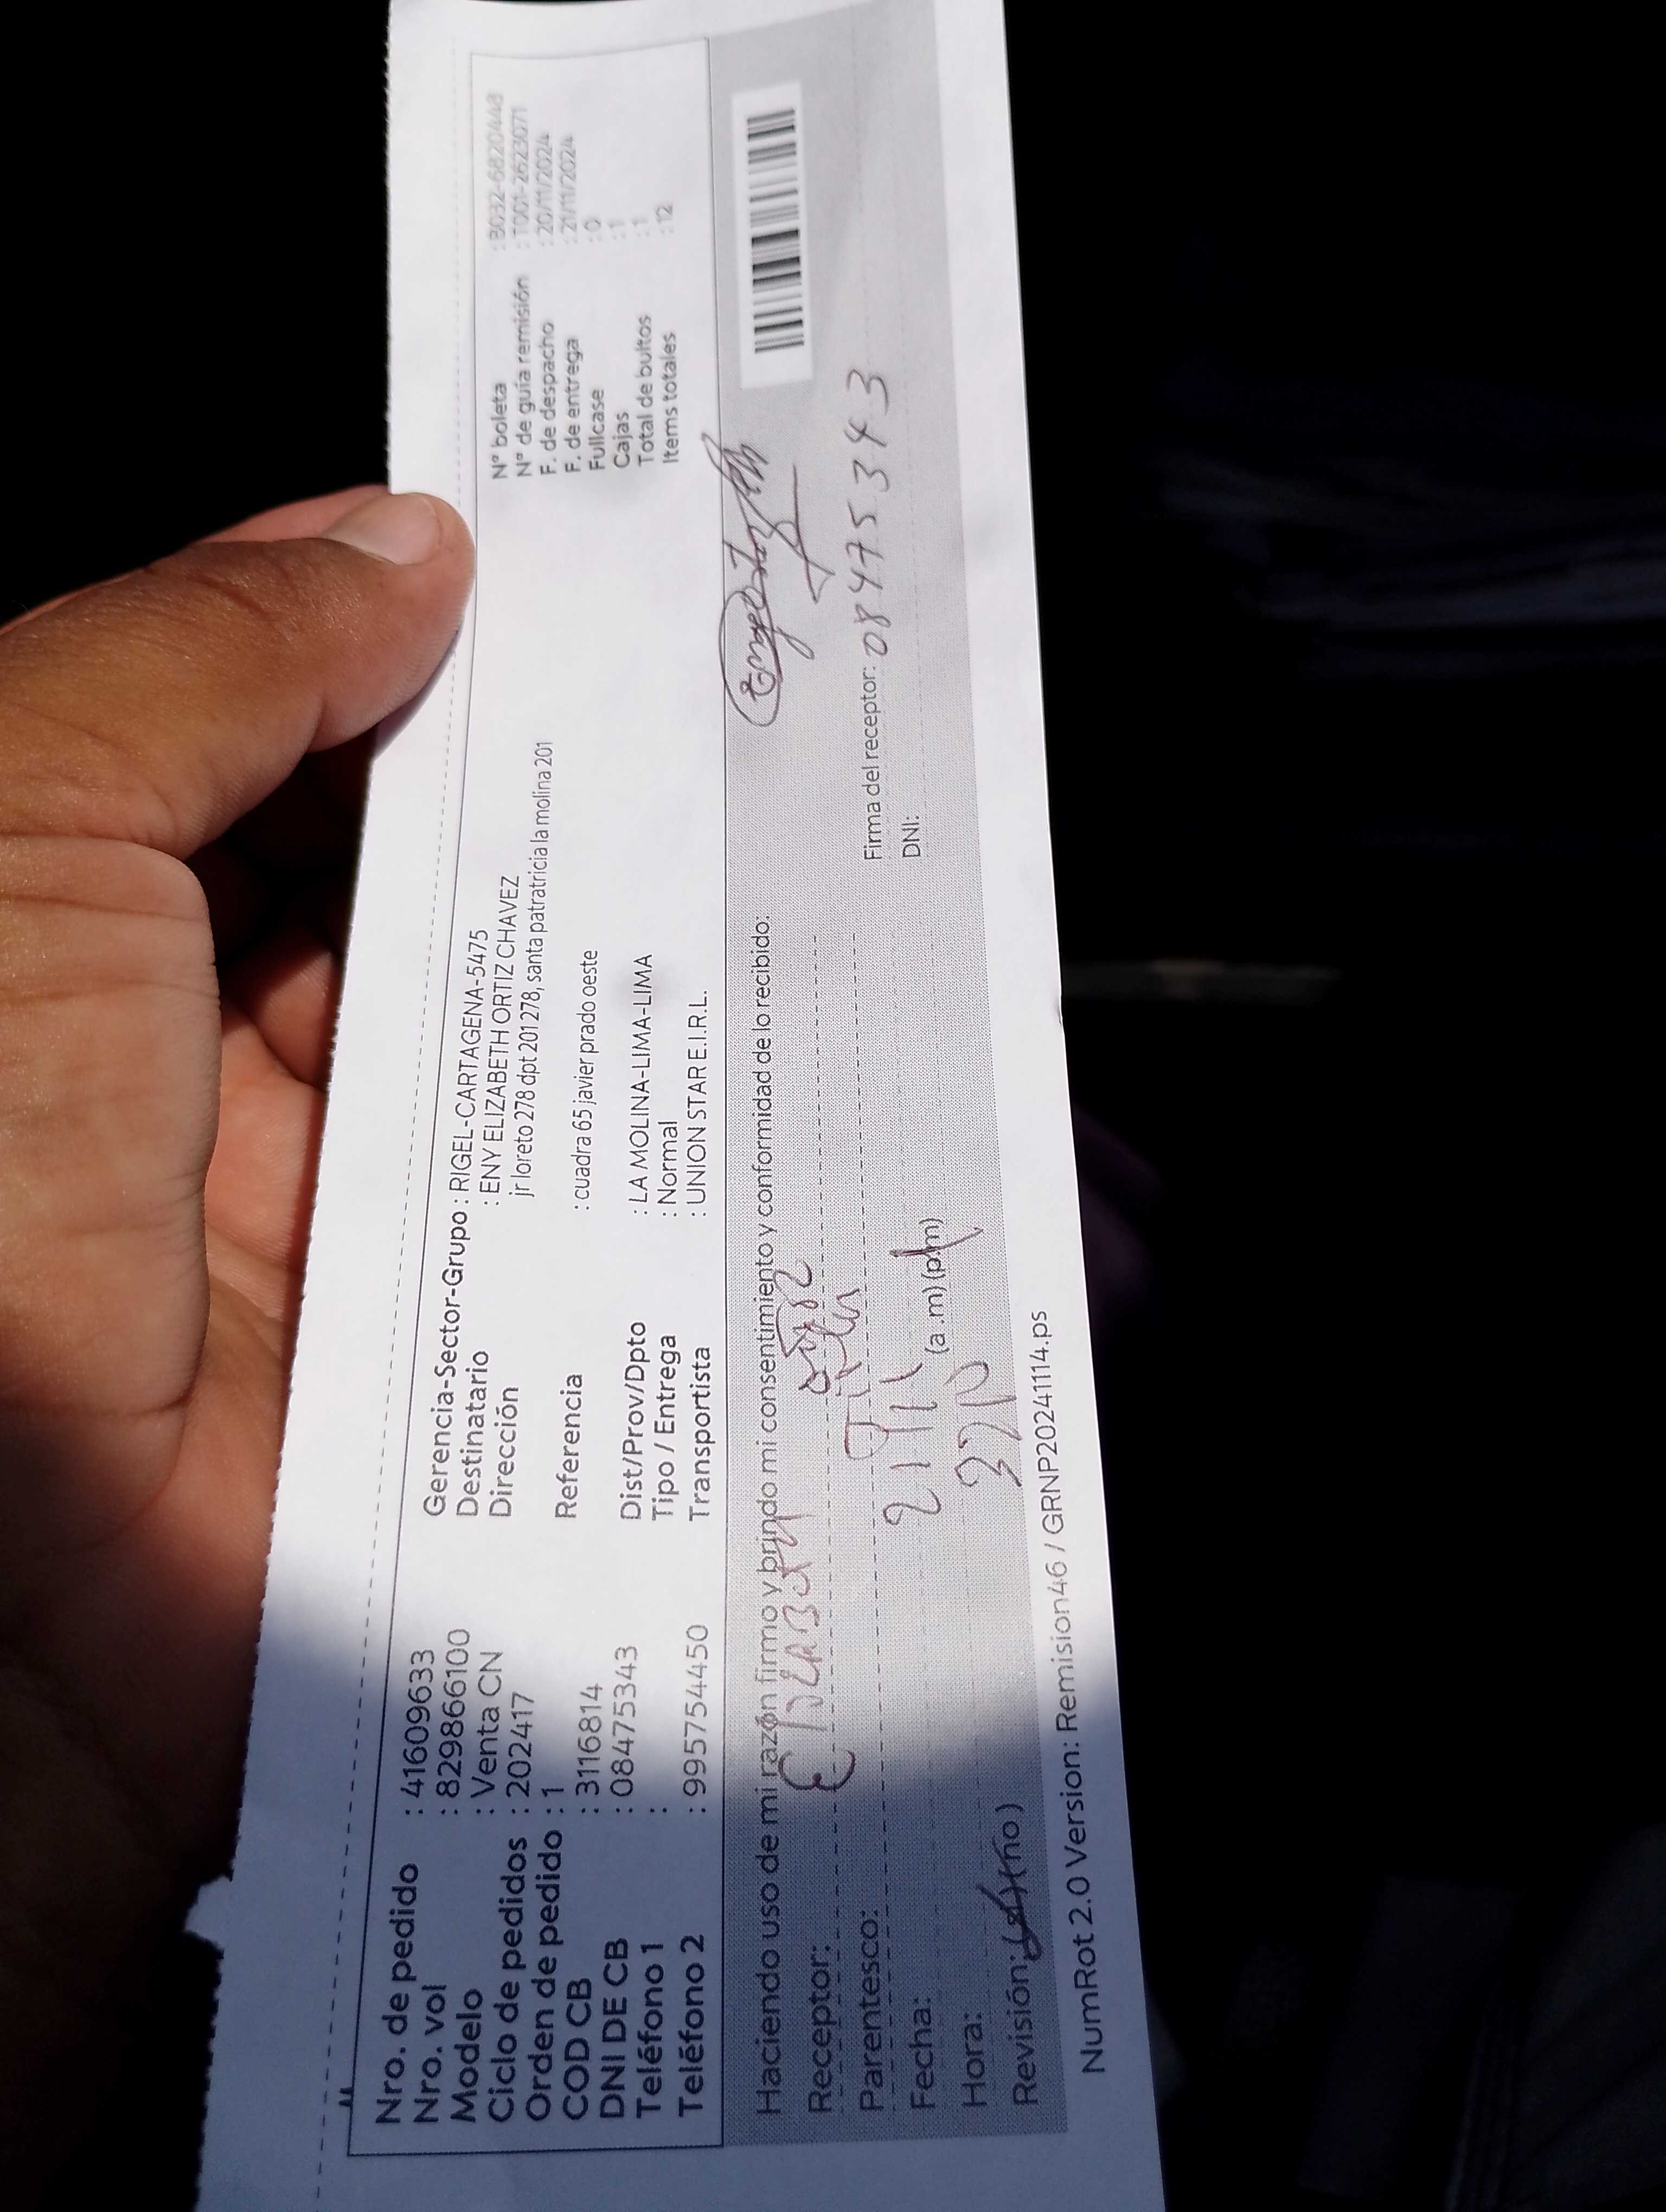 Nro. de pedido : 41609633
Nro. vol : 829866100
Modelo : Venta CN
Ciclo de pedidos : 202417
Orden de pedido : 1
COD CB : 3116814
DNI DE CB : 08475343
Teléfono 1 :
Teléfono 2 : 995754450
Gerencia-Sector-Grupo : RIGEL-CARTAGENA-5475
Destinatario : ENY ELIZABETH ORTIZ CHAVEZ
Dirección jr loreto 278 dpt 201 278, santa patratricia la molina 201
Referencia : cuadra 65 javier prado oeste
Dist/Prov/Dpto : LA MOLINA-LIMA-LIMA
Tipo / Entrega : Normal
Transportista : UNION STAR E.I.R.L.
N° boleta : B032-6820448
N° de guía remisión : T001-2623071
F. de despacho : 20/11/2024
F. de entrega : 21/11/2024
Fullcase : 0
Cajas : 1
Total de bultos : 1
Items totales : 12
Haciendo uso de mi razón firmo y brindo mi consentimiento y conformidad de lo recibido:
Receptor:
Parentesco:
Fecha: 21 11
Hora: (a .m) (p.m)
Revisión: (si) (no)
Firma del receptor: 08475343
DNI:
NumRot 2.0 Version: Remision46 / GRNP20241114.ps